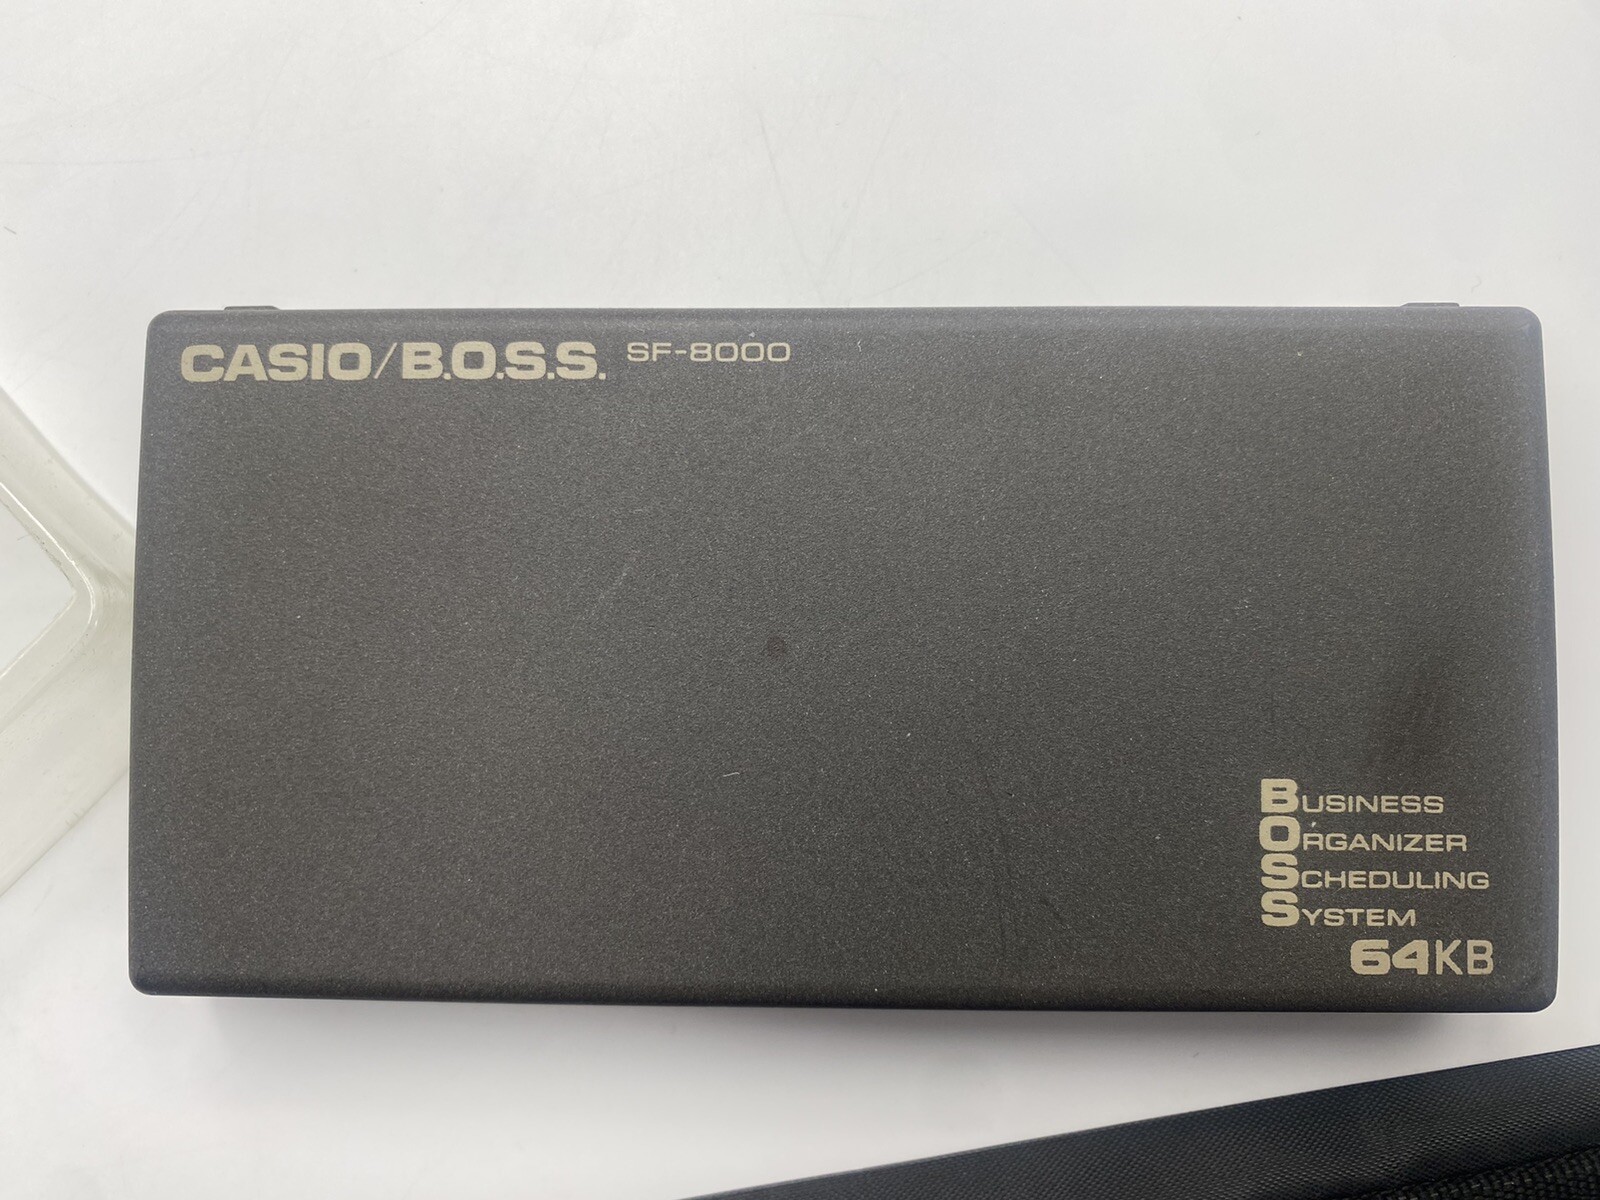 CASIO/B.O.S.S. SF-8000
BUSINESS
ORGANIZER
SCHEDULING
SYSTEM
64KB